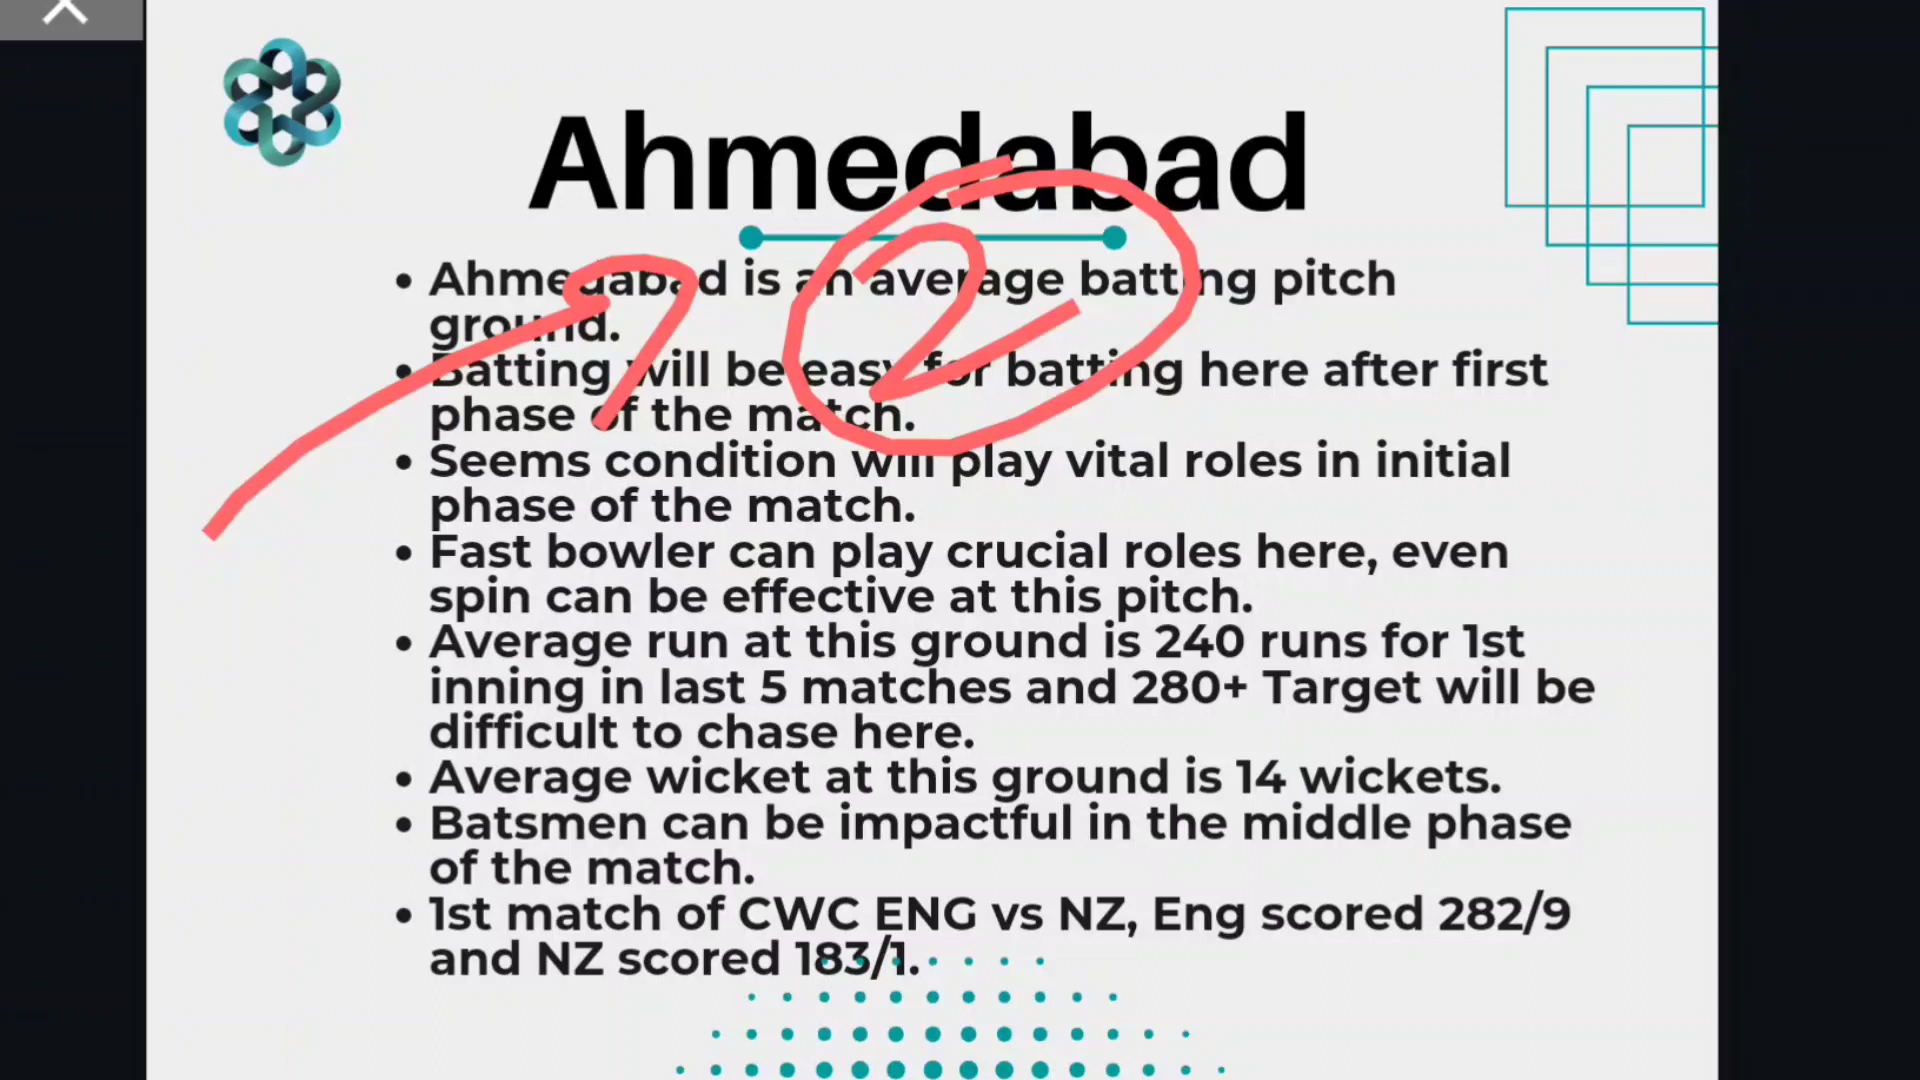 Ahmedabad
2
• Ahmedabad is an average batting pitch
ground.
• Batting will be easy for batting here after first
phase of the match.
• Seems condition will play vital roles in initial
phase of the match.
• Fast bowler can play crucial roles here, even
spin can be effective at this pitch.
• Average run at this ground is 240 runs for 1st
inning in last 5 matches and 280+ Target will be
difficult to chase here.
• Average wicket at this ground is 14 wickets.
• Batsmen can be impactful in the middle phase
of the match.
• 1st match of CWC ENG vs NZ, Eng scored 282/9
and NZ scored 183/1.